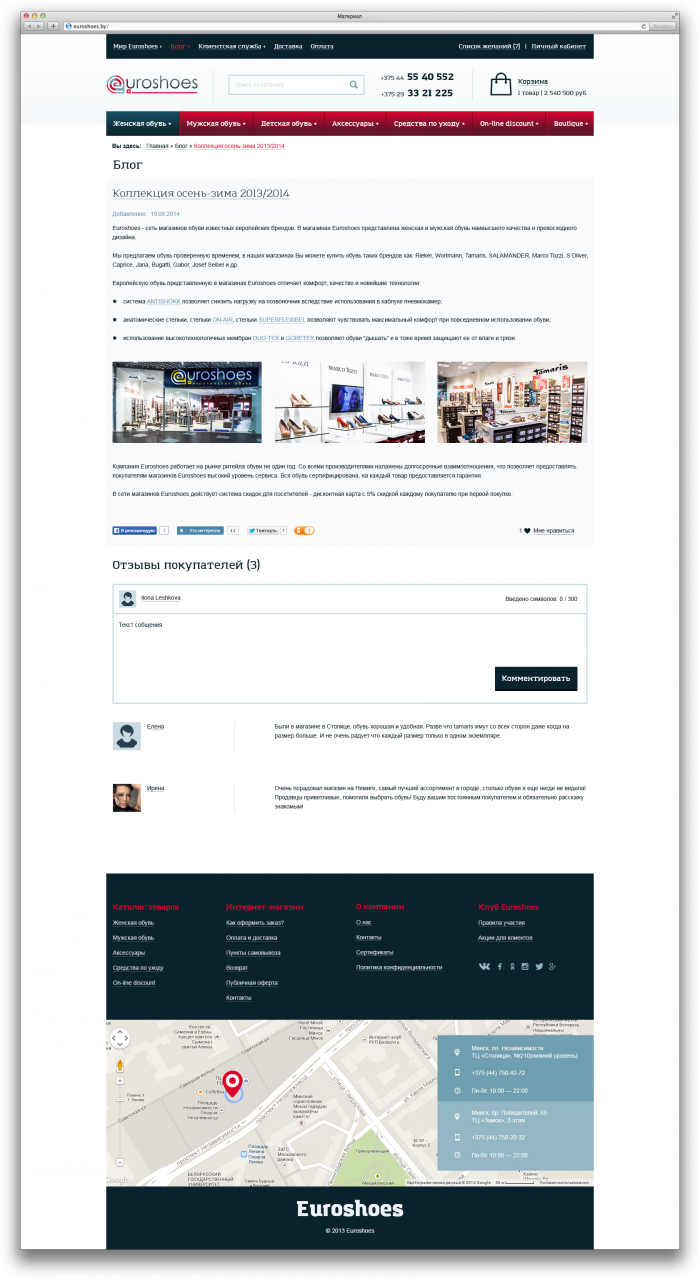 Материал
euroshoes.by/
Reader
Мир Euroshoes Блог Клиентская служба Доставка Оплата
Список желаний (7) | Личный кабинет
euroshoes
Поиск по каталогу
+375 44 55 40 552
+375 29 33 21 225
Корзина
1 товар | 2 540 500 руб.
Женская обувь Мужская обувь Детская обувь Аксессуары Средства по уходу On-line discount Boutique
Вы здесь: Главная » Блог » Коллекция осень-зима 2013/2014
Блог
Коллекция осень-зима 2013/2014
Добавленно: 19.08.2014
Euroshoes - сеть магазинов обуви известных европейских брендов. В магазинах Euroshoes представлена женская и мужская обувь наивысшего качества и превосходного
дизайна.
Мы предлагаем обувь проверенную временем, в наших магазинах Вы можете купить обувь таких брендов как: Rieker, Wortmann, Tamaris, SALAMANDER, Marco Tozzi, S'Oliver,
Caprice, Jana, Bugatti, Gabor, Josef Seibel и др.
Европейскую обувь представленную в магазинах Euroshoes отличает комфорт, качество и новейшие технологии:
• система ANTISHOKK позволяет снизить нагрузку на позвоночник вследствие использования в каблуке пневмокамер;
• анатомические стельки, стельки ON-AIR, стельки SUPERFLEXIBEL позволяют чувствовать максимальный комфорт при повседневном использовании обуви;
• использование высокотехнологичных мембран DUO-TEX и GORETEX позволяют обуви "дышать" и в тоже время защищают ее от влаги и грязи.
euroshoes
MARCO TOZZI
MARCO TOZZI
Tamaris
Компания Euroshoes работает на рынке ритейла обуви не один год. Со всеми производителями налажены долгосрочные взаимоотношения, что позволяет предоставлять
покупателям магазинов Euroshoes высокий уровень сервиса. Вся обувь сертифицирована, на каждый товар предоставляется гарантия.
В сети магазинов Euroshoes действует система скидок для посетителей - дисконтная карта с 5% скидкой каждому покупателю при первой покупке.
Я рекомендую 1 Это интересно 11 Твитнуть 1
1 Мне нравиться
Отзывы покупателей (3)
Ilona Leshkova
Введено символов: 0 / 300
Текст собщения
Комментировать
Елена
Были в магазине в Столице, обувь хорошая и удобная. Разве что tamaris жмут со всех сторон даже когда на
размер больше. И не очень радует что каждый размер только в одном экземпляре.
Ирина
Очень порадовал магазин на Немиге, самый лучший ассортимент в городе, столько обуви я еще нигде не видела!
Продавцы приветливые, помогли выбрать обувь! Буду вашим постоянным покупателем и обязательно расскажу
знакомым!
Каталог товаров
Женская обувь
Мужская обувь
Аксессуары
Средства по уходу
On-line discount
Интернет-магазин
Как оформить заказ?
Оплата и доставка
Пункты самовывоза
Возврат
Публичная оферта
Контакты
О компании
О нас
Контакты
Сертификаты
Политика конфиденциальности
Клуб Euroshoes
Правила участия
Акции для клиентов
Минск, пл. Независимости
ТЦ «Столица», №210(нижний уровень)
+375 (44) 750-42-72
Пн-Вс 10:00 — 22:00
Минск, пр. Победителей, 65
ТЦ «Замок», 3 этаж
+375 (44) 750-20-32
Пн-Вс 10:00 — 22:00
проспект Независимости
Советская улица
Площадь
Ленина
БЕЛОРУССКИЙ
ГОСУДАРСТВЕННЫЙ
Google
Euroshoes
© 2013 Euroshoes